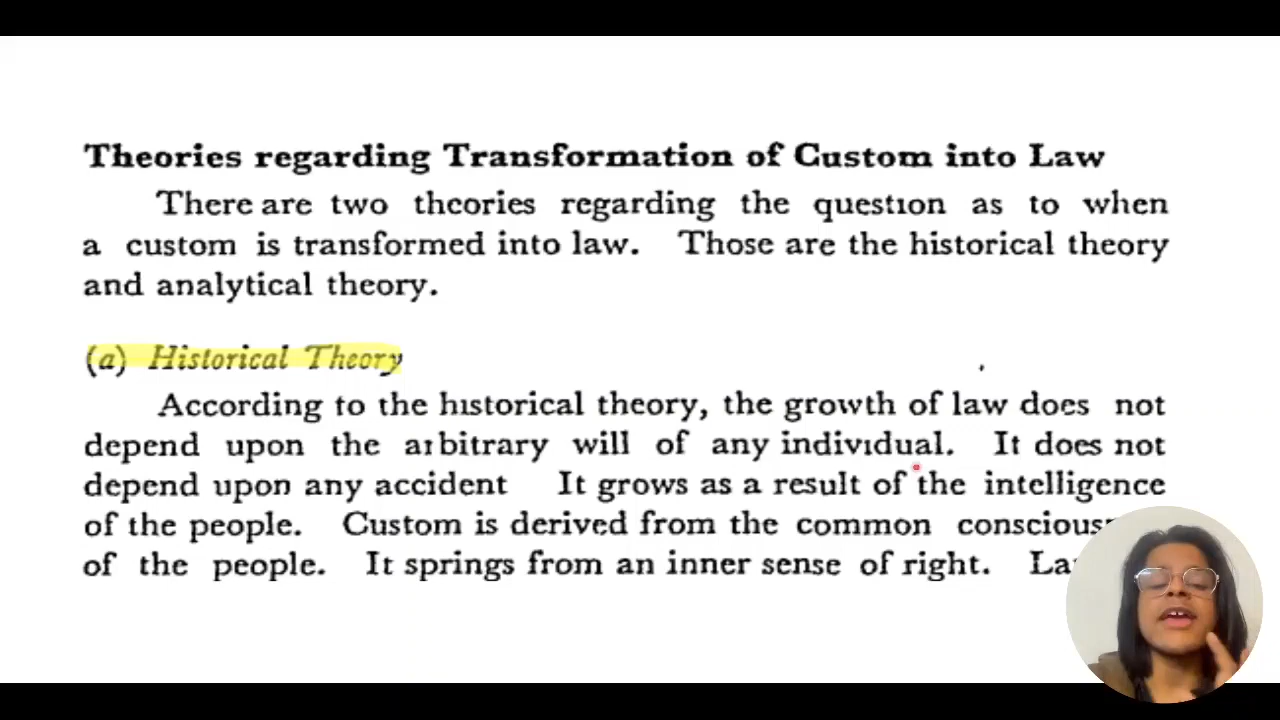 Theories regarding Transformation of Custom into Law
There are two theories regarding the question as to when
a custom is transformed into law. Those are the historical theory
and analytical theory.
(a) Historical Theory
According to the historical theory, the growth of law does not
depend upon the arbitrary will of any individual. It does not
depend upon any accident It grows as a result of the intelligence
of the people. Custom is derived from the common
of the people. It springs from an inner sense of right.